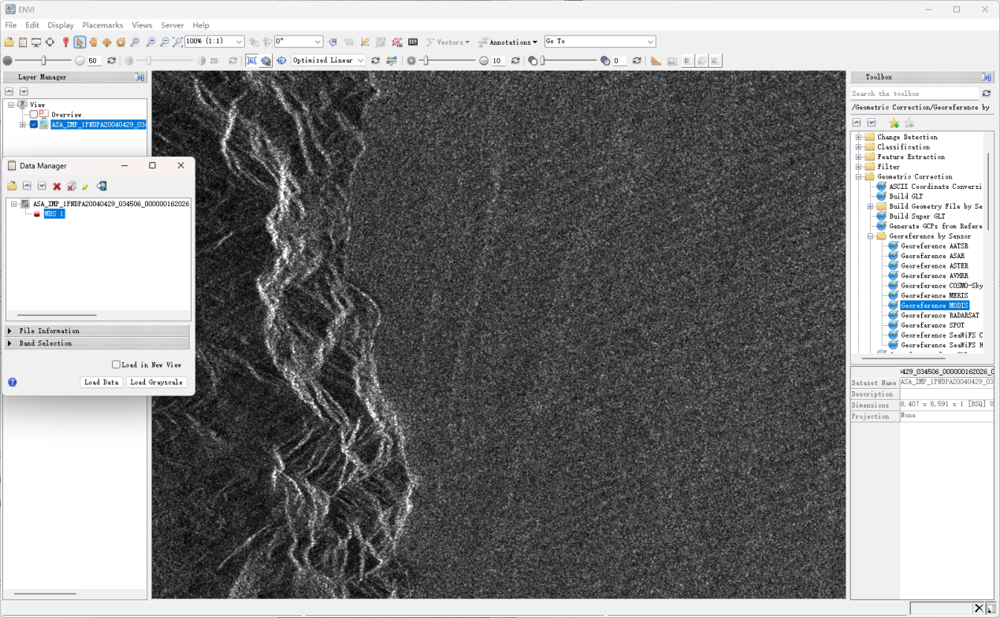 ENVI
File Edit Display Placemarks Views Server Help
100% (1:1) 0° Vectors Annotations Go To
50 20 Optimized Linear 10 0
Layer Manager
View
Overview
ASA_IMP_1PNDPA20040429_034
Data Manager
ASA_IMP_1PNDPA20040429_034506_000000162026
MDS 1
File Information
Band Selection
Load in New View
Load Data Load Grayscale
Toolbox
Search the toolbox
/Geometric Correction/Georeference by
Change Detection
Classification
Feature Extraction
Filter
Geometric Correction
ASCII Coordinate Conversi
Build GLT
Build Geometry File by Se
Build Super GLT
Generate GCPs from Refere
Georeference by Sensor
Georeference AATSR
Georeference ASAR
Georeference ASTER
Georeference AVHRR
Georeference COSMO-Sky
Georeference MERIS
Georeference MODIS
Georeference RADARSAT
Georeference SPOT
Georeference SeaWiFS C
Georeference SeaWiFS H
0429_034506_000000162026_0
Dataset Name ASA_IMP_1PNDPA20040429_03
Description
Dimensions 8,407 x 8,591 x 1 [BSQ] U
Projection None